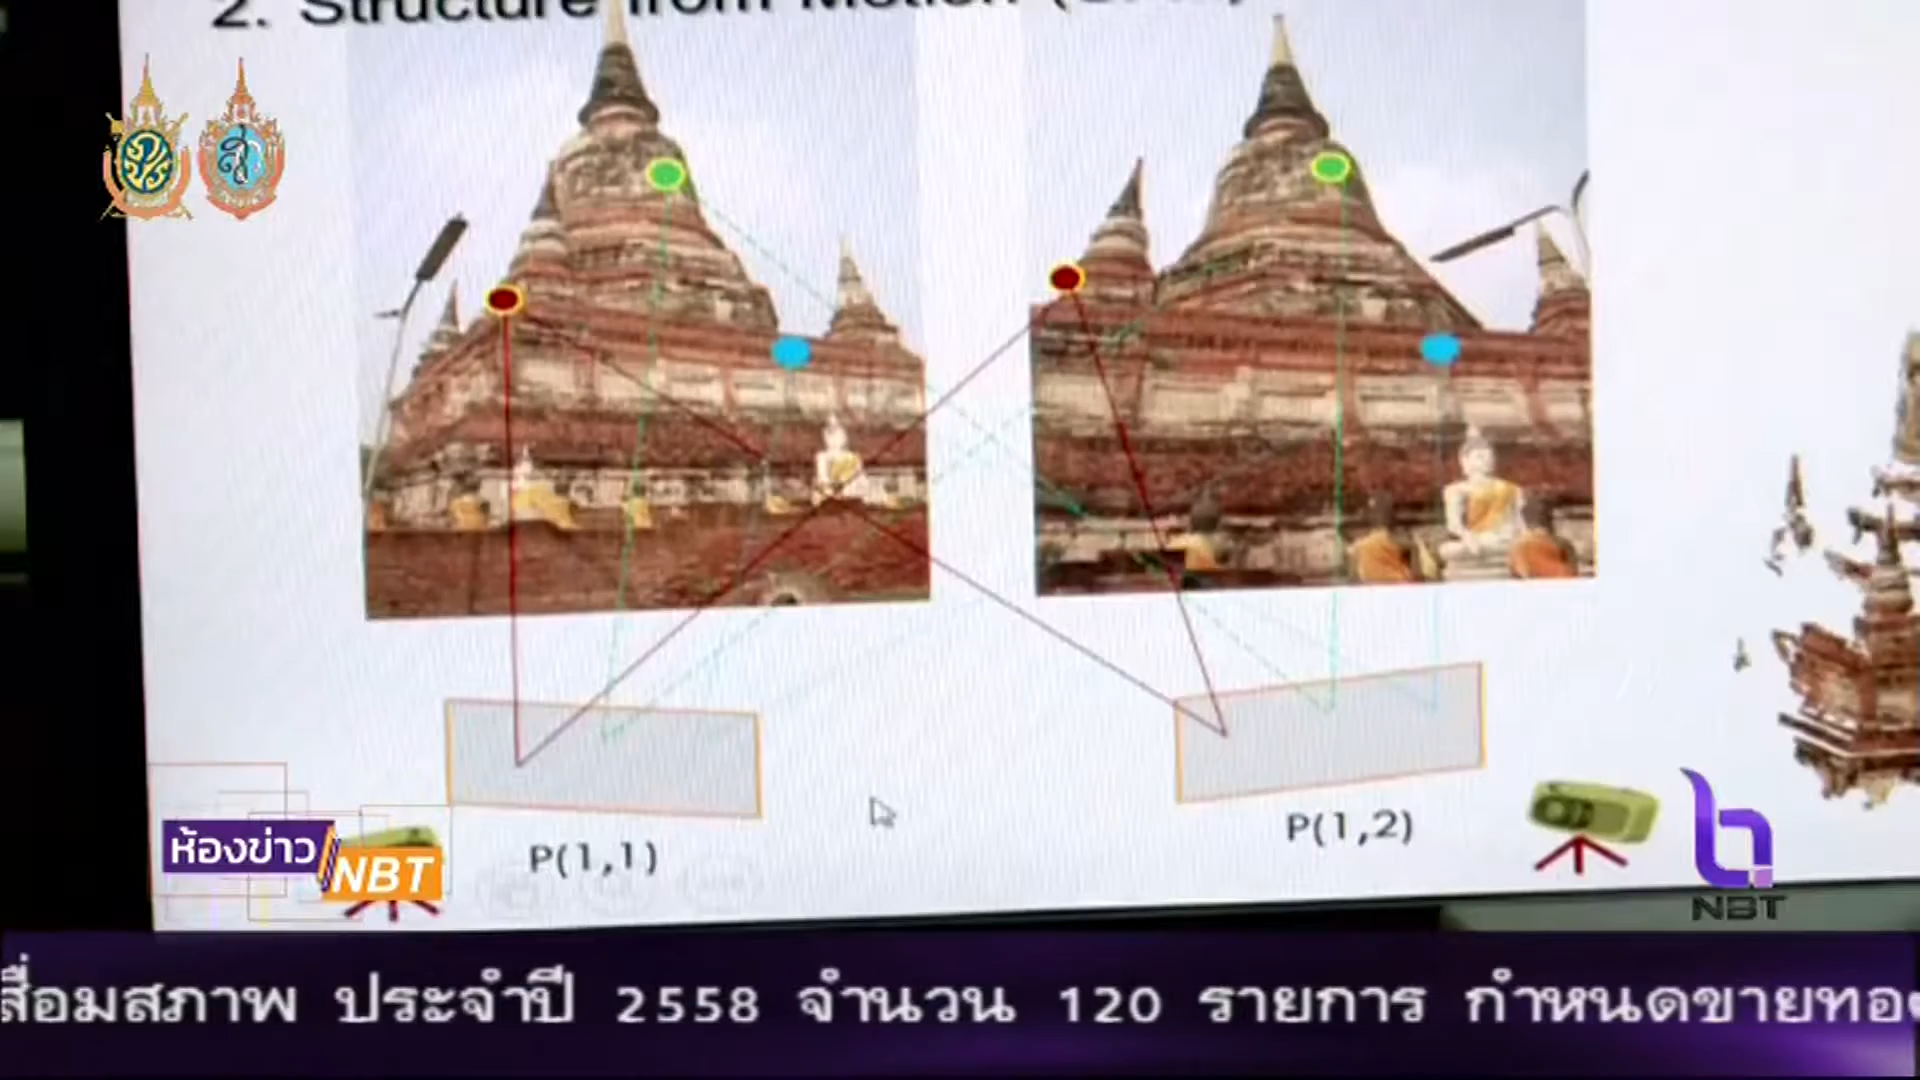 2. Structure from Motion
P(1,1)
P(1,2)
ห้องข่าว
NBT
NBT
สื่อมสภาพ ประจำปี 2558 จำนวน 120 รายการ กำหนดขายทอด